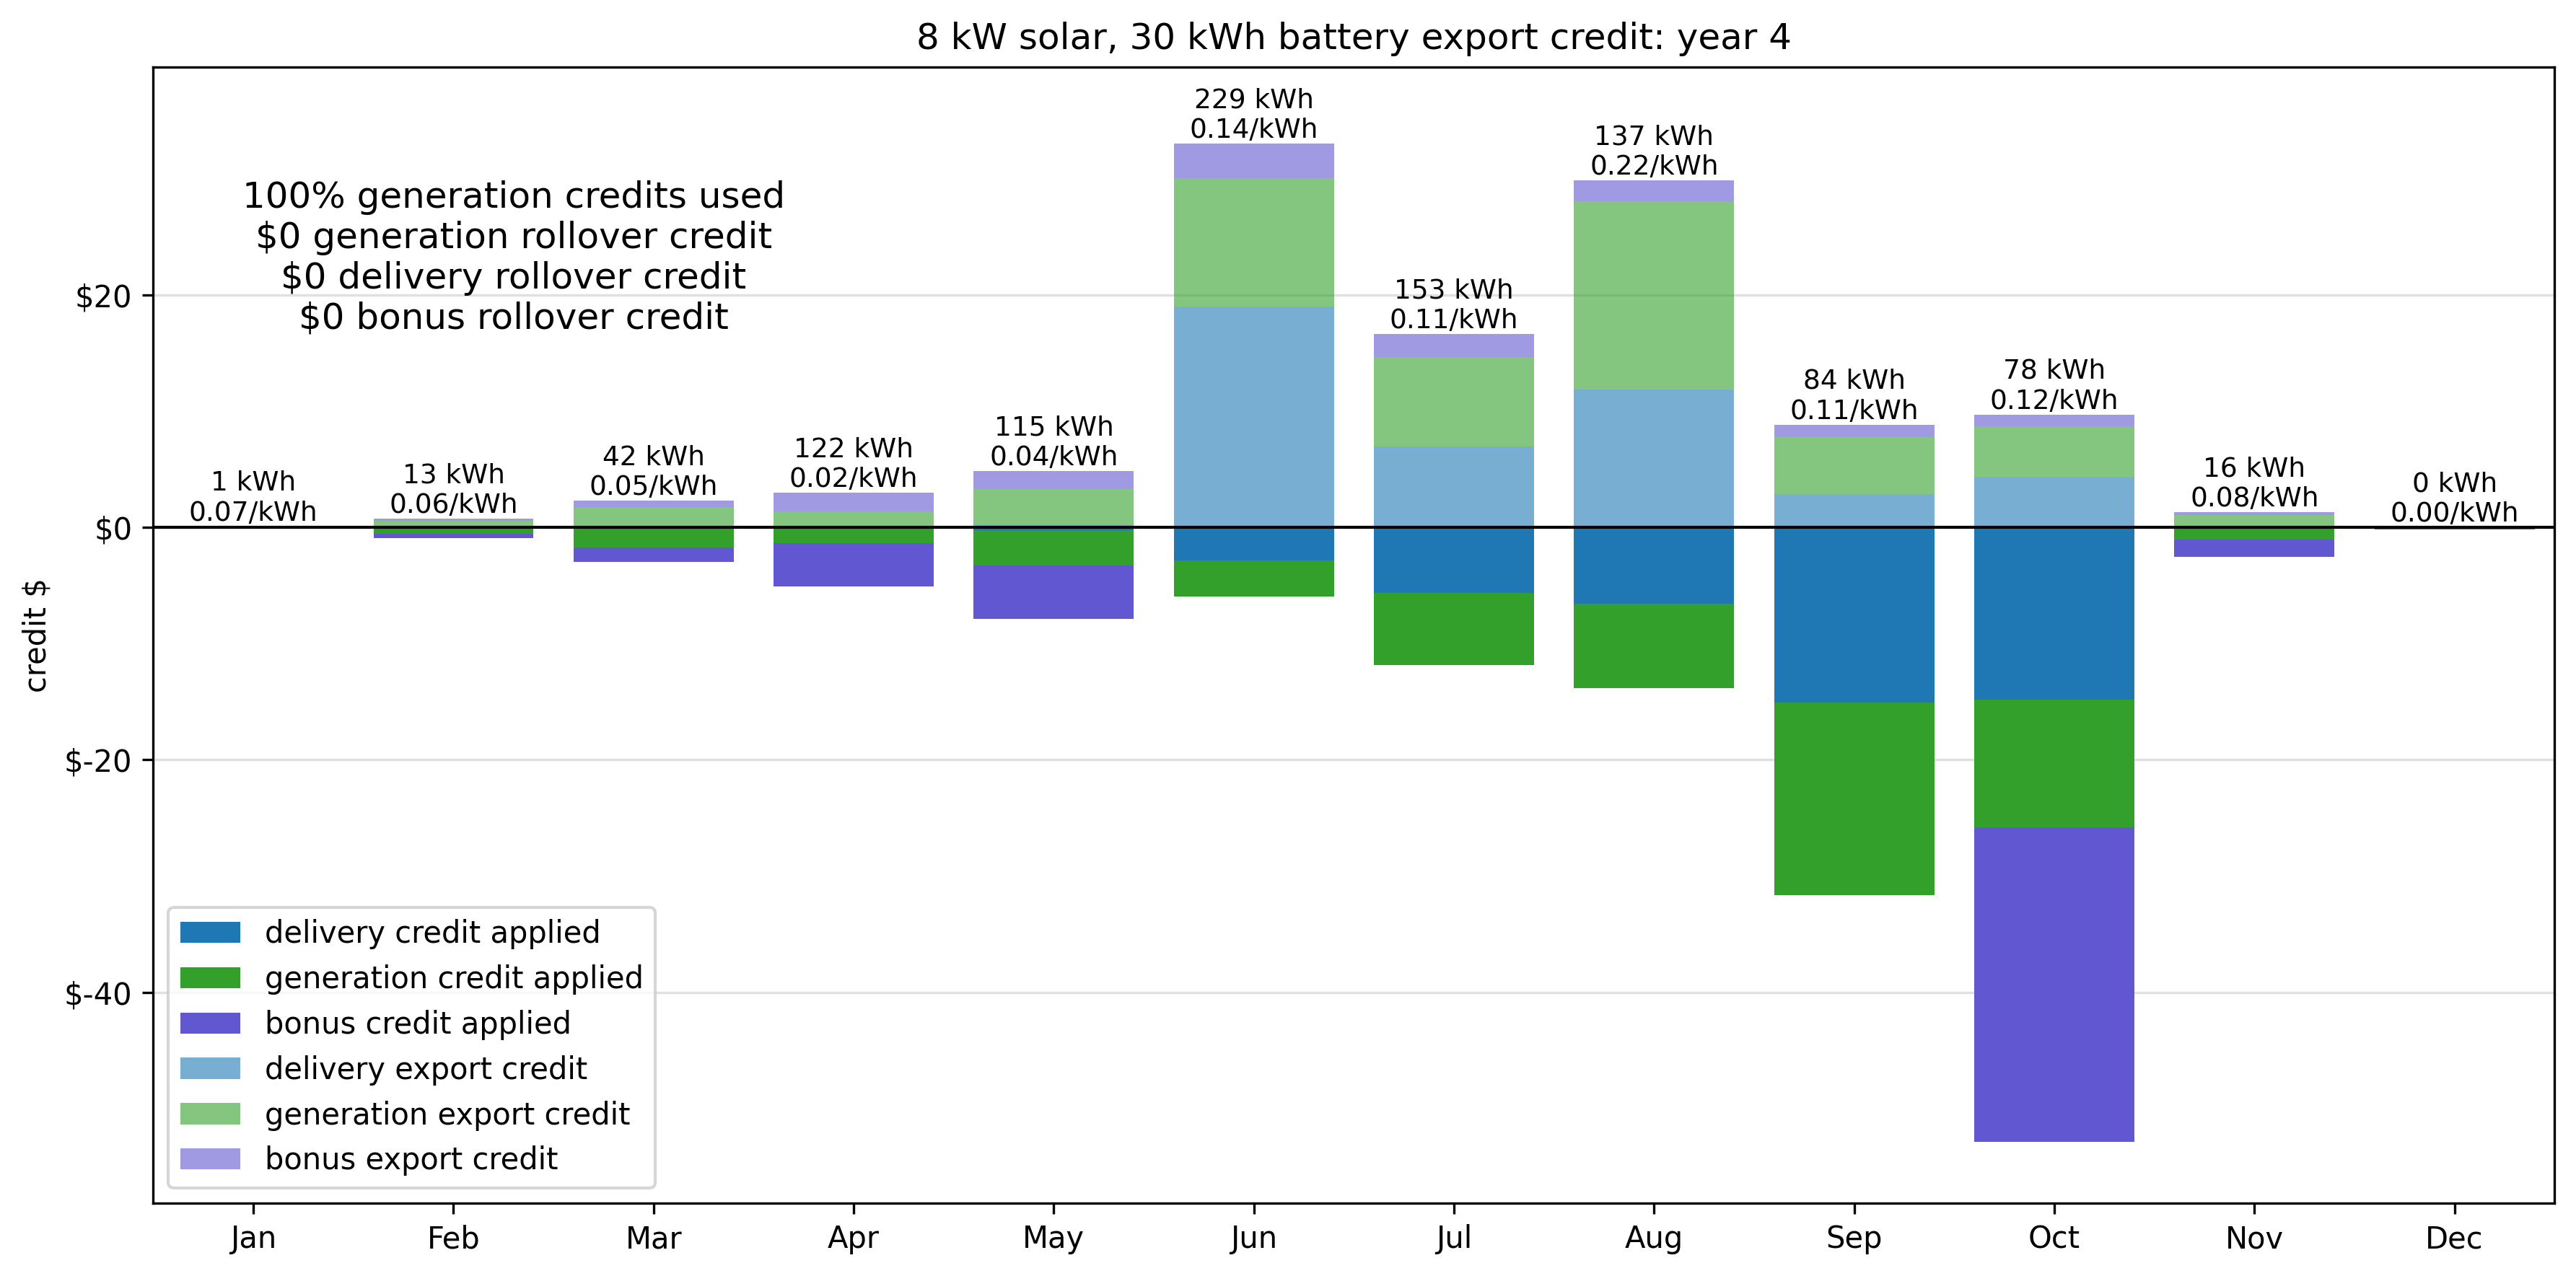 8 kW solar, 30 kWh battery export credit: year 4
229 kWh
0.14/kWh
137 kWh
0.22/kWh
100% generation credits used
$0 generation rollover credit
$0 delivery rollover credit
$0 bonus rollover credit
153 kWh
0.11/kWh
84 kWh
0.11/kWh
78 kWh
0.12/kWh
1 kWh
0.07/kWh
13 kWh
0.06/kWh
42 kWh
0.05/kWh
122 kWh
0.02/kWh
115 kWh
0.04/kWh
16 kWh
0.08/kWh
0 kWh
0.00/kWh
$20
$0
$-20
$-40
credit $
delivery credit applied
generation credit applied
bonus credit applied
delivery export credit
generation export credit
bonus export credit
Jan Feb Mar Apr May Jun Jul Aug Sep Oct Nov Dec